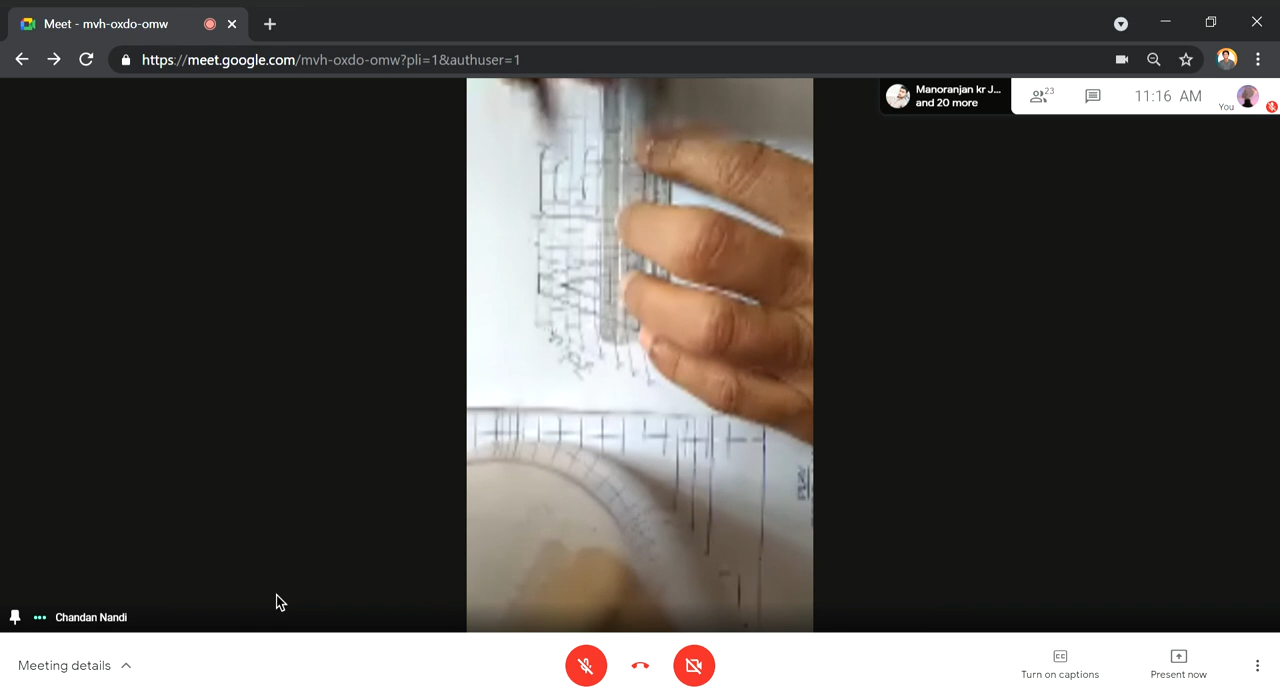 Meet - mvh-oxdo-omw
https://meet.google.com/mvh-oxdo-omw?pli=1&authuser=1
Manoranjan kr J...
and 20 more
23
11:16 AM
You
Chandan Nandi
Meeting details
CC
Turn on captions
Present now